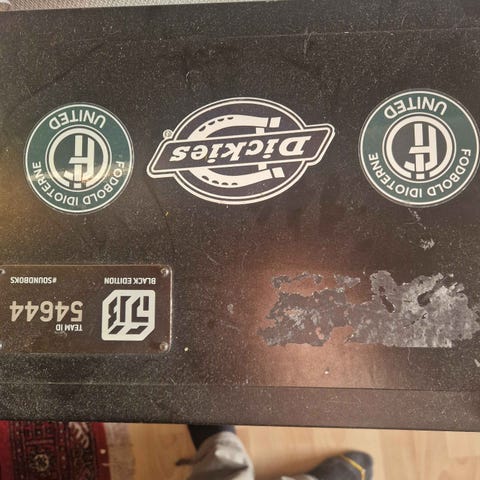 TEAM ID
54644
BLACK EDITION #SOUNDBOKS
FODBOLD IDIOTERNE
UNITED
Dickies®
FODBOLD IDIOTERNE
UNITED